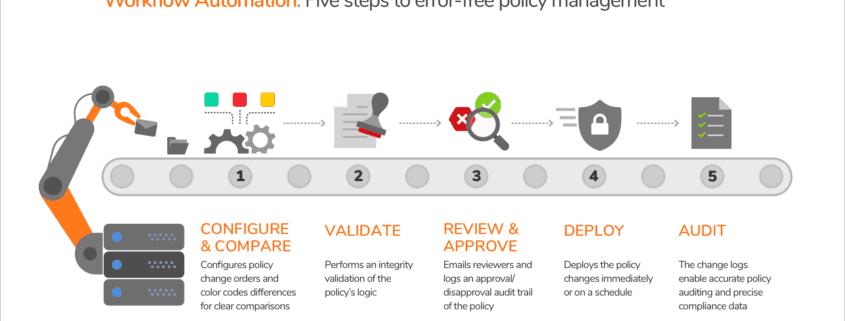 Workflow Automation: Five steps to error-free policy management
1 2 3 4 5
CONFIGURE
& COMPARE
Configures policy
change orders and
color codes differences
for clear comparisons
VALIDATE
Performs an integrity
validation of the
policy's logic
REVIEW &
APPROVE
Emails reviewers and
logs an approval/
disapproval audit trail
of the policy
DEPLOY
Deploys the policy
changes immediately
or on a schedule
AUDIT
The change logs
enable accurate policy
auditing and precise
compliance data